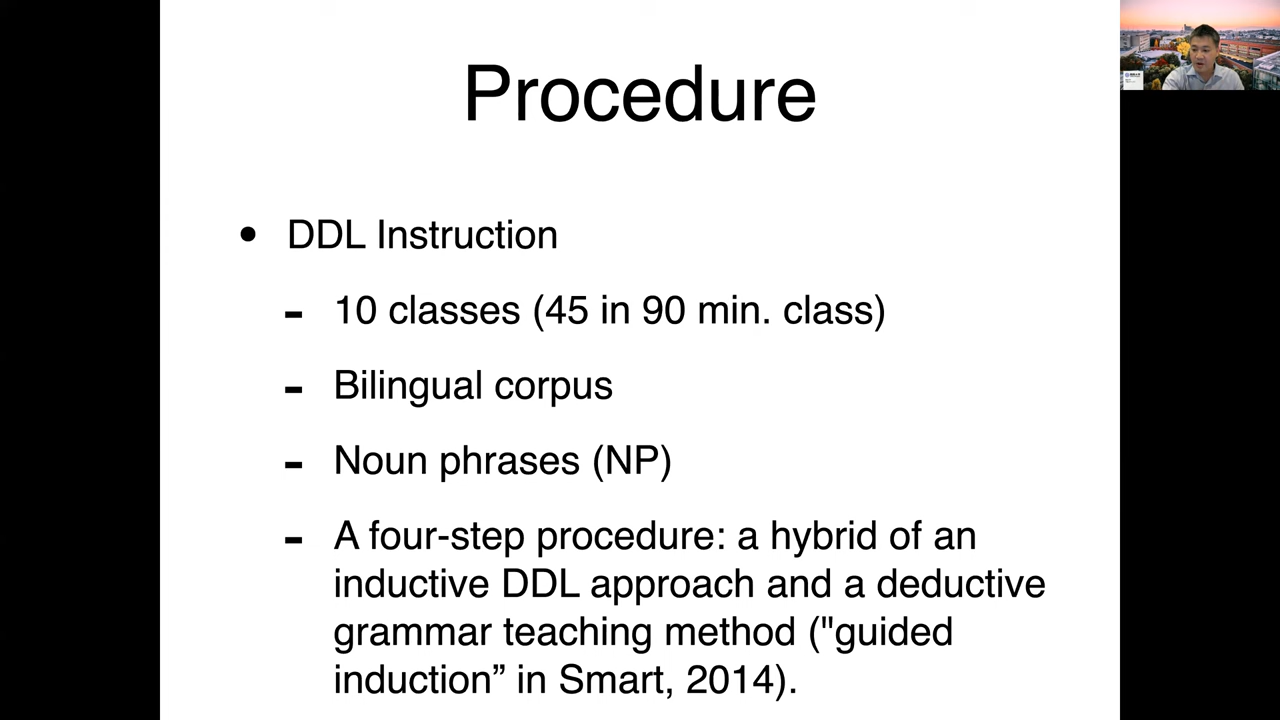 Procedure
• DDL Instruction
- 10 classes (45 in 90 min. class)
- Bilingual corpus
- Noun phrases (NP)
- A four-step procedure: a hybrid of an
inductive DDL approach and a deductive
grammar teaching method ("guided
induction” in Smart, 2014).